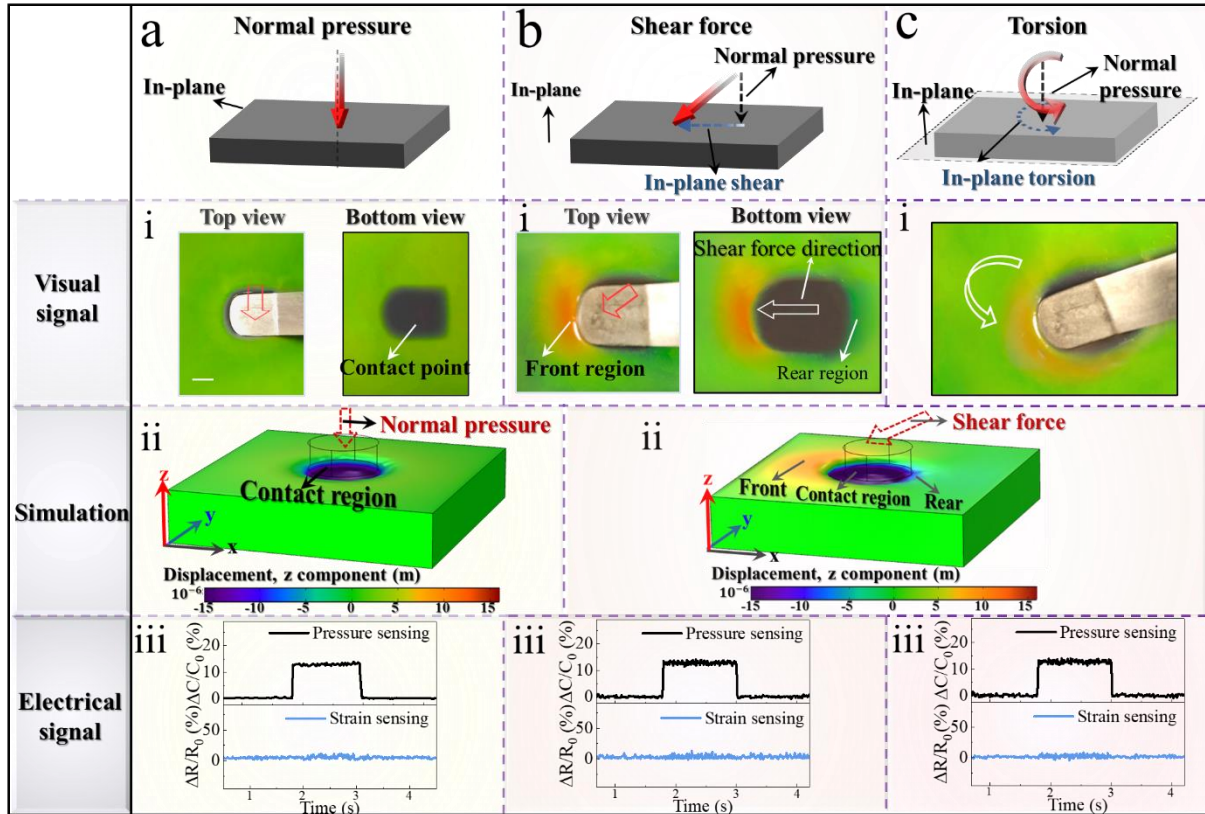 a
Normal pressure
In-plane
b
Shear force
Normal pressure
In-plane
In-plane shear
c
Torsion
Normal
pressure
In-plane
In-plane torsion
Visual
signal
i
Top view
Bottom view
Contact point
i
Top view
Bottom view
Shear force direction
Front region
Rear region
i
Simulation
ii
Normal pressure
Contact region
z
y
x
Displacement, z component (m)
10⁻⁶
-15 -10 -5 0 5 10 15
ii
Shear force
Front
Contact region
Rear
z
y
x
Displacement, z component (m)
10⁻⁶
-15 -10 -5 0 5 10 15
Electrical
signal
iii
ΔR/R₀ (%) ΔC/C₀ (%)
20
10
0
Pressure sensing
50
0
Strain sensing
1 2 3 4
Time (s)
iii
ΔR/R₀ (%) ΔC/C₀ (%)
20
10
0
Pressure sensing
50
0
Strain sensing
1 2 3 4
Time (s)
iii
ΔR/R₀ (%) ΔC/C₀ (%)
20
10
0
Pressure sensing
50
0
Strain sensing
1 2 3 4
Time (s)